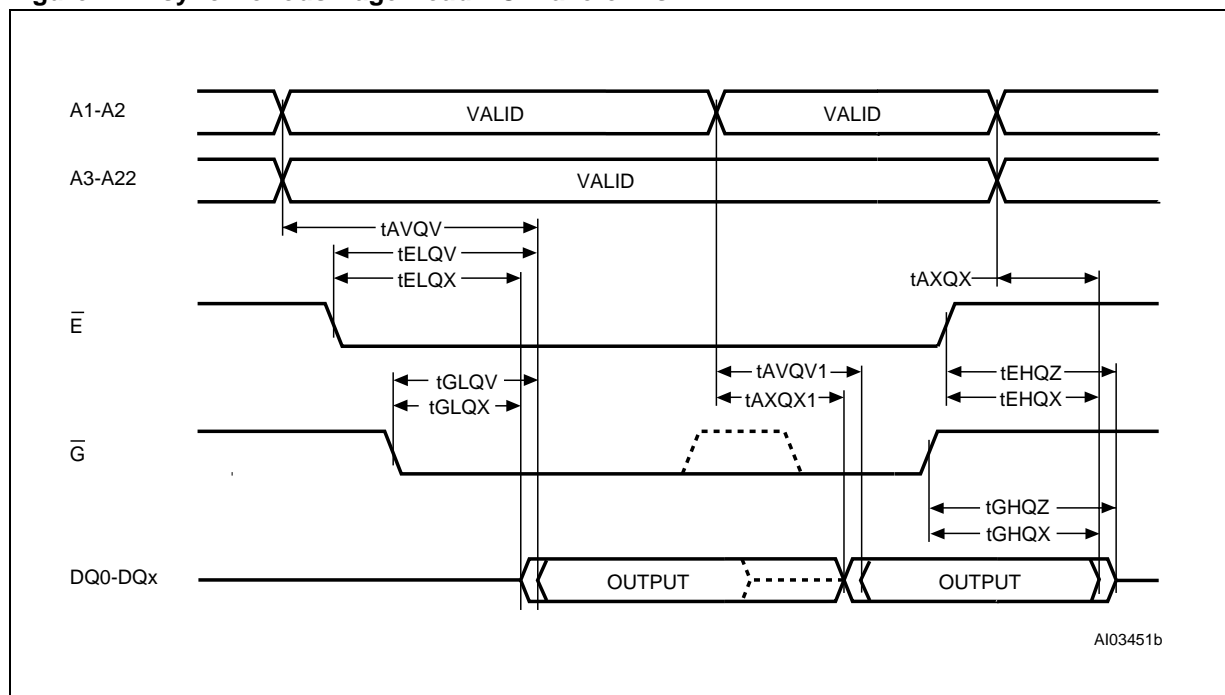 A1-A2
VALID
VALID
A3-A22
VALID
tAVQV
tELQV
tELQX
tAXQX
E
tAVQV1
tEHQZ
tGLQV
tAXQX1
tEHQX
tGLQX
G
tGHQZ
tGHQX
DQ0-DQx
OUTPUT
OUTPUT
AI03451b